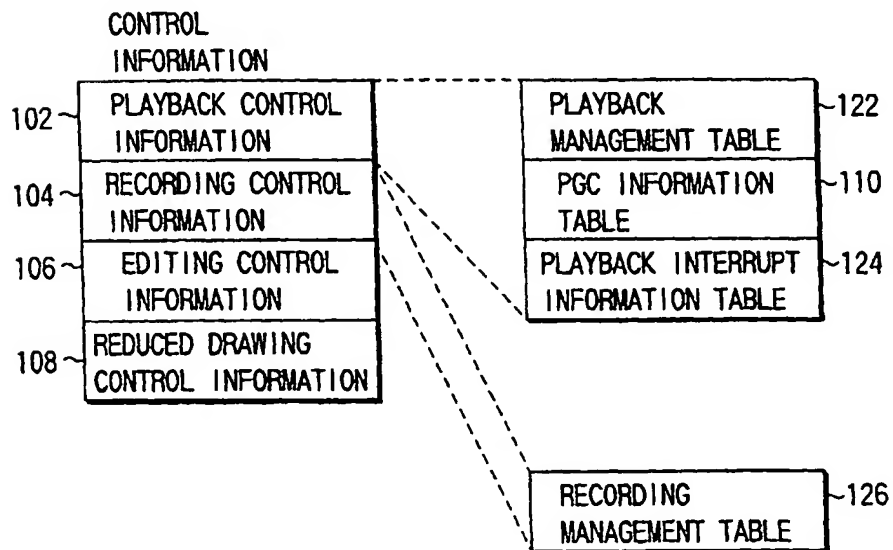 CONTROL
INFORMATION
102
PLAYBACK CONTROL
INFORMATION
104
RECORDING CONTROL
INFORMATION
106
EDITING CONTROL
INFORMATION
108
REDUCED DRAWING
CONTROL INFORMATION
PLAYBACK
MANAGEMENT TABLE
122
PGC INFORMATION
TABLE
110
PLAYBACK INTERRUPT
INFORMATION TABLE
124
RECORDING
MANAGEMENT TABLE
126